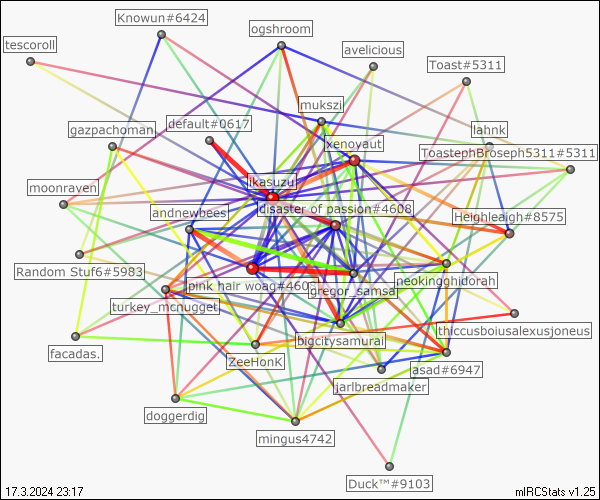 Knowun#6424
ogshroom
tescoroll
avelicious
Toast#5311
mukszi
default#0617
gazpachoman
lahnk
xenoyaut
ToastephBroseph5311#5311
Ikasuzu
moonraven
andnewbees
disaster of passion#4608
Heighleigh#8575
Random Stuf6#5983
pink hair woag#4608
gregor_samsa
neokingghidorah
turkey_mcnugget
thiccusboiusalexusjoneus
bigcitysamurai
facadas.
ZeeHonk
asad#6947
jarlbreadmaker
doggerdig
mingus4742
Duck™#9103
17.3.2024 23:17
mIRCStats v1.25